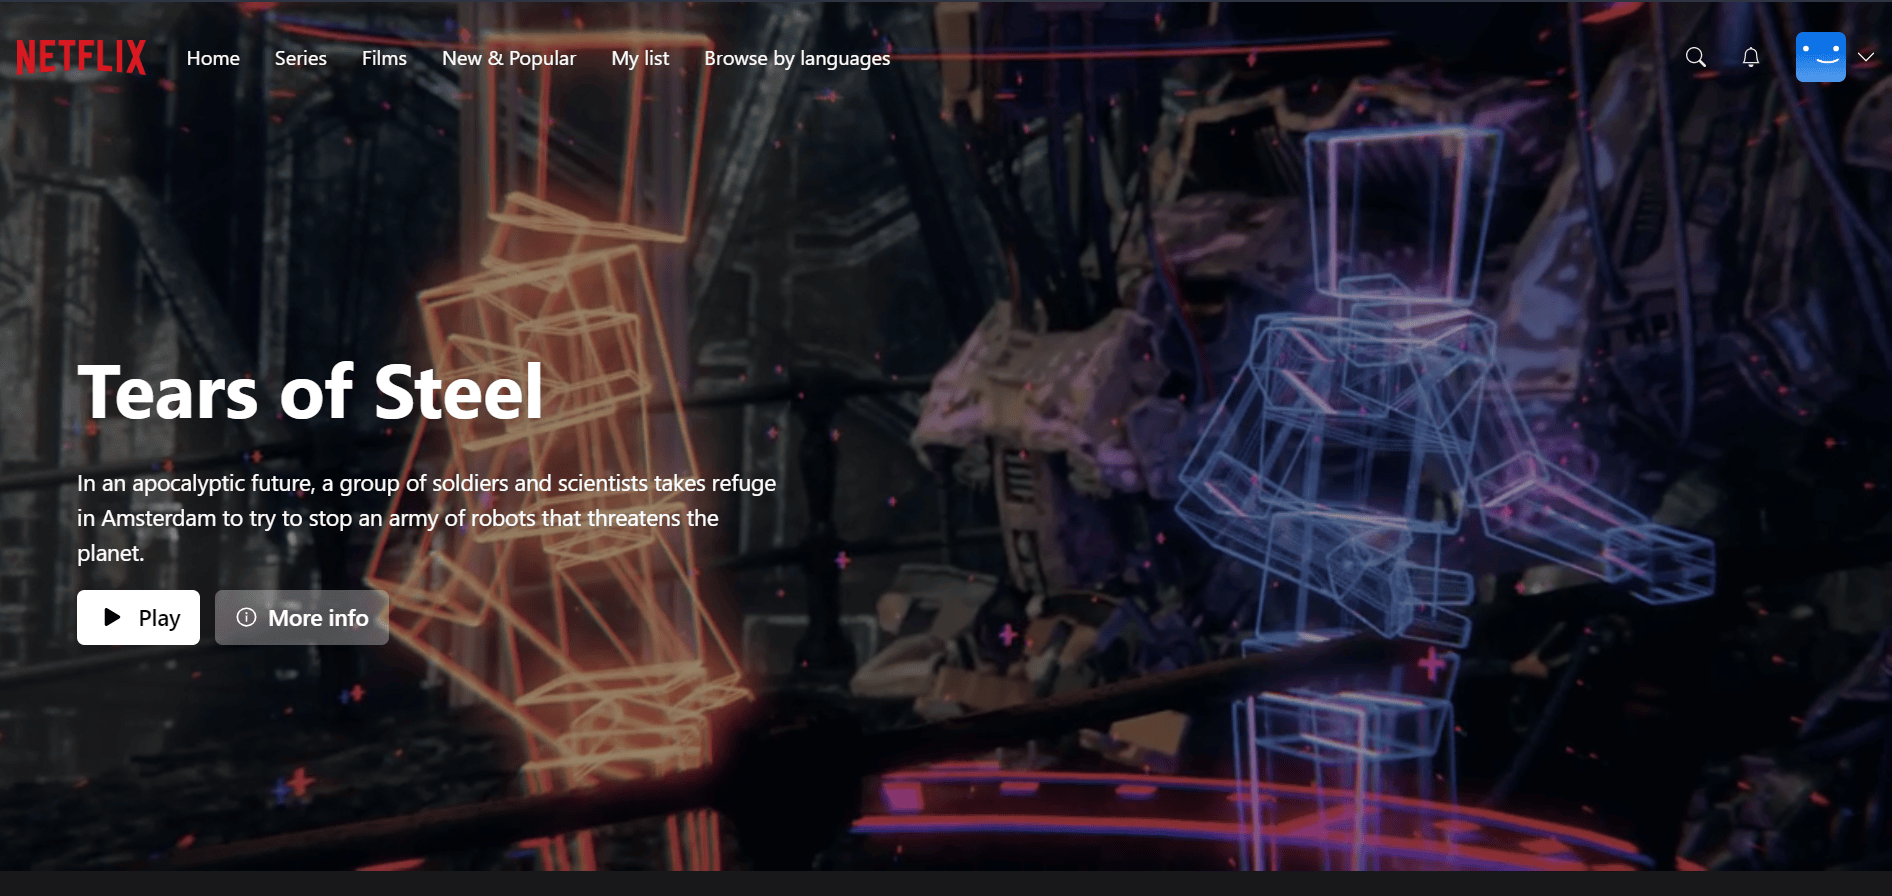 NETFLIX Home Series Films New & Popular My list Browse by languages
Tears of Steel
In an apocalyptic future, a group of soldiers and scientists takes refuge
in Amsterdam to try to stop an army of robots that threatens the
planet.
Play More info